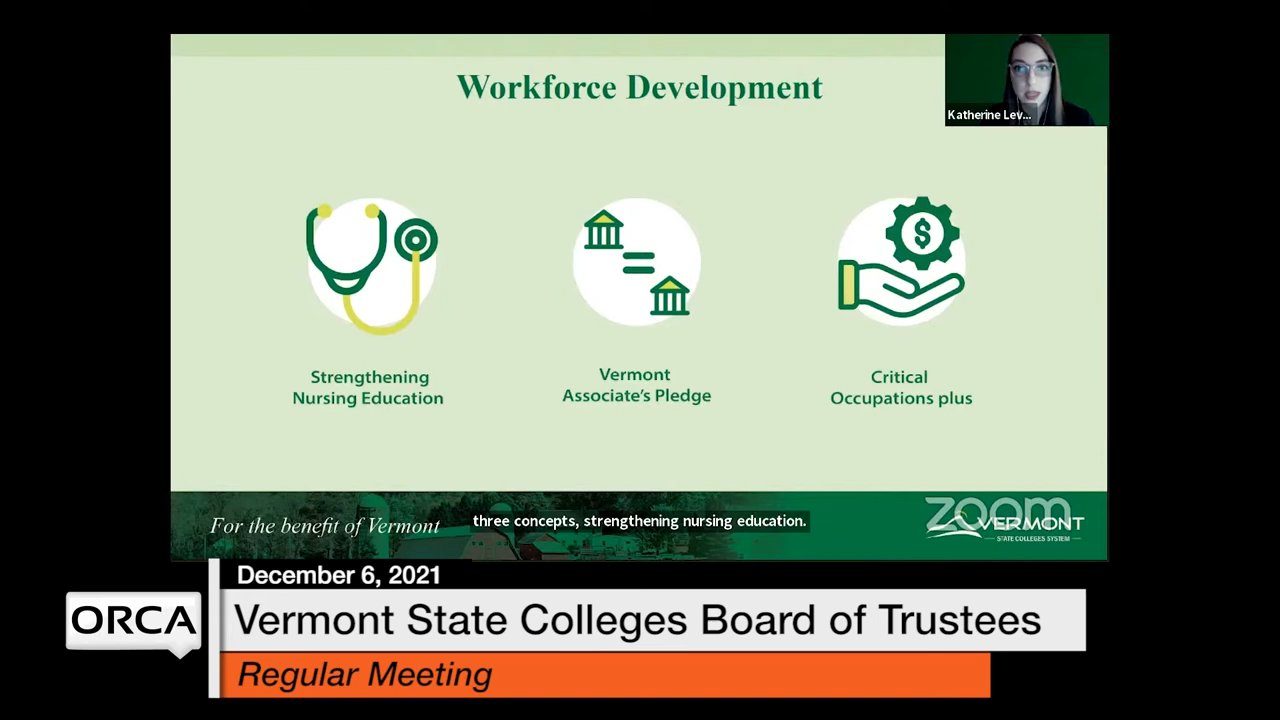 Workforce Development
Katherine Lev...
$
Strengthening
Nursing Education
Vermont
Associate's Pledge
Critical
Occupations plus
For the benefit of Vermont
three concepts, strengthening nursing education.
zoom
VERMONT
STATE COLLEGES SYSTEM
December 6, 2021
ORCA
Vermont State Colleges Board of Trustees
Regular Meeting